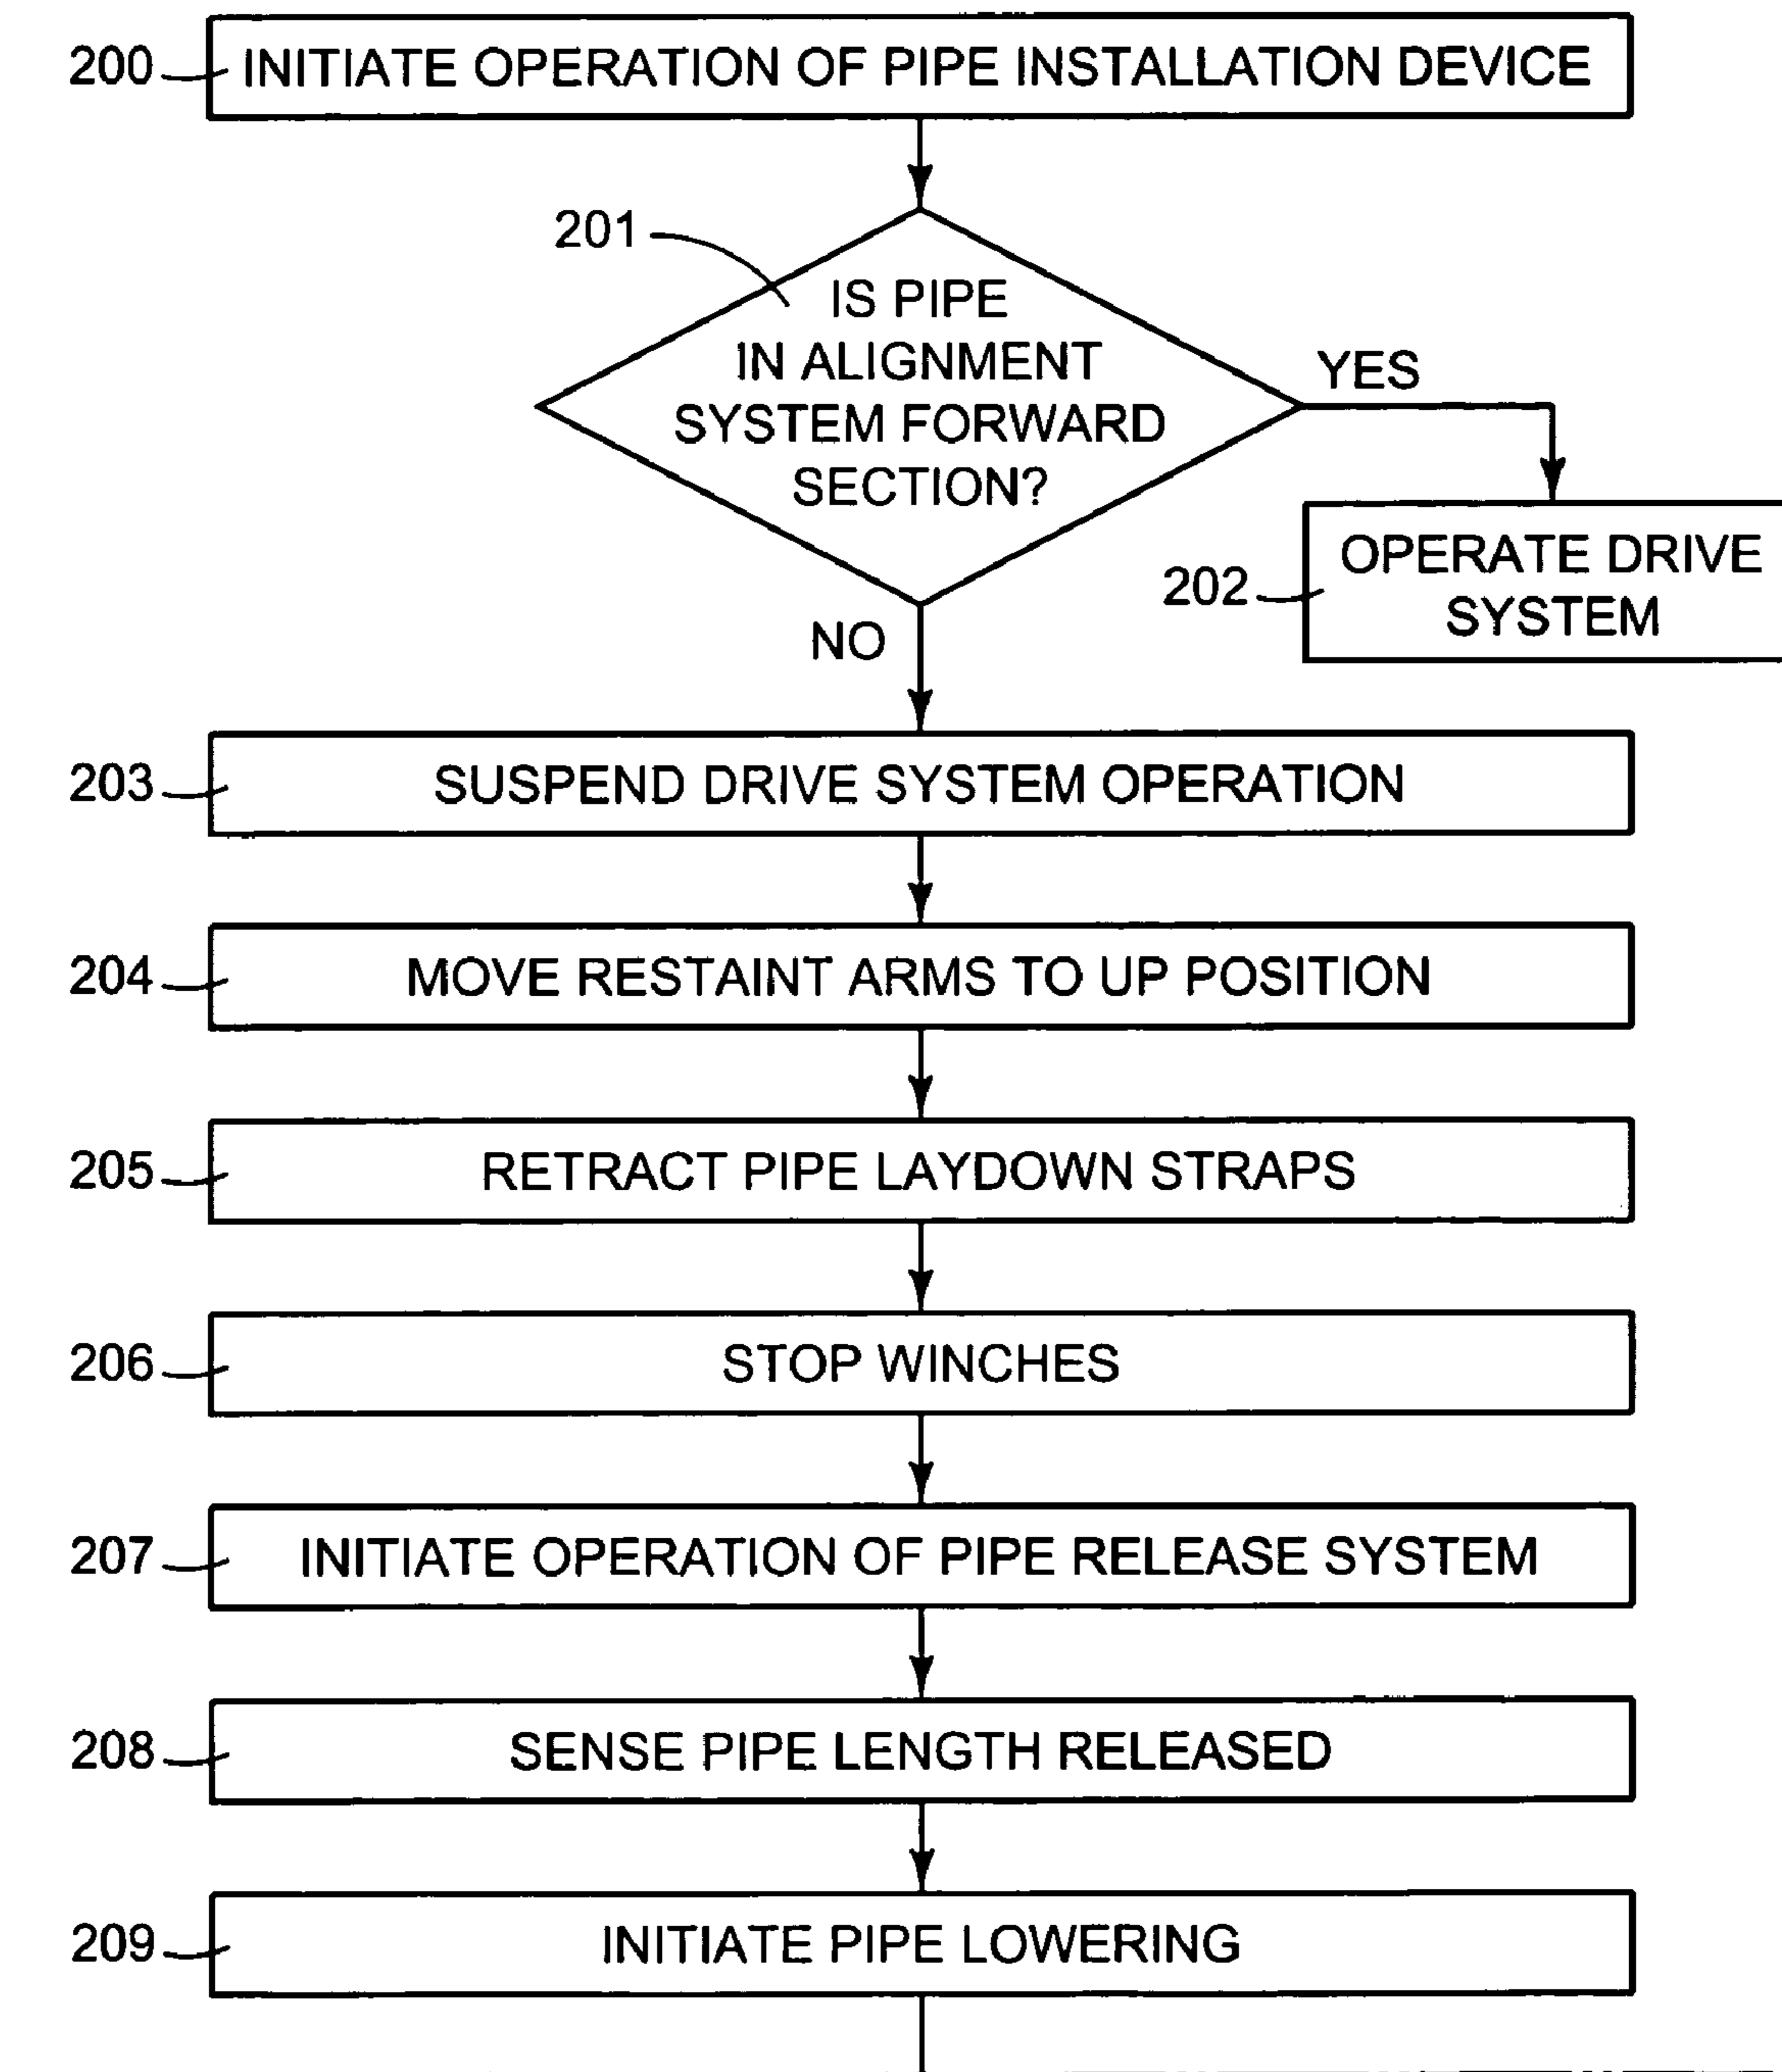 200 INITIATE OPERATION OF PIPE INSTALLATION DEVICE
201
IS PIPE
IN ALIGNMENT
SYSTEM FORWARD
SECTION?
YES
202
OPERATE DRIVE
SYSTEM
NO
203 SUSPEND DRIVE SYSTEM OPERATION
204 MOVE RESTAINT ARMS TO UP POSITION
205 RETRACT PIPE LAYDOWN STRAPS
206 STOP WINCHES
207 INITIATE OPERATION OF PIPE RELEASE SYSTEM
208 SENSE PIPE LENGTH RELEASED
209 INITIATE PIPE LOWERING